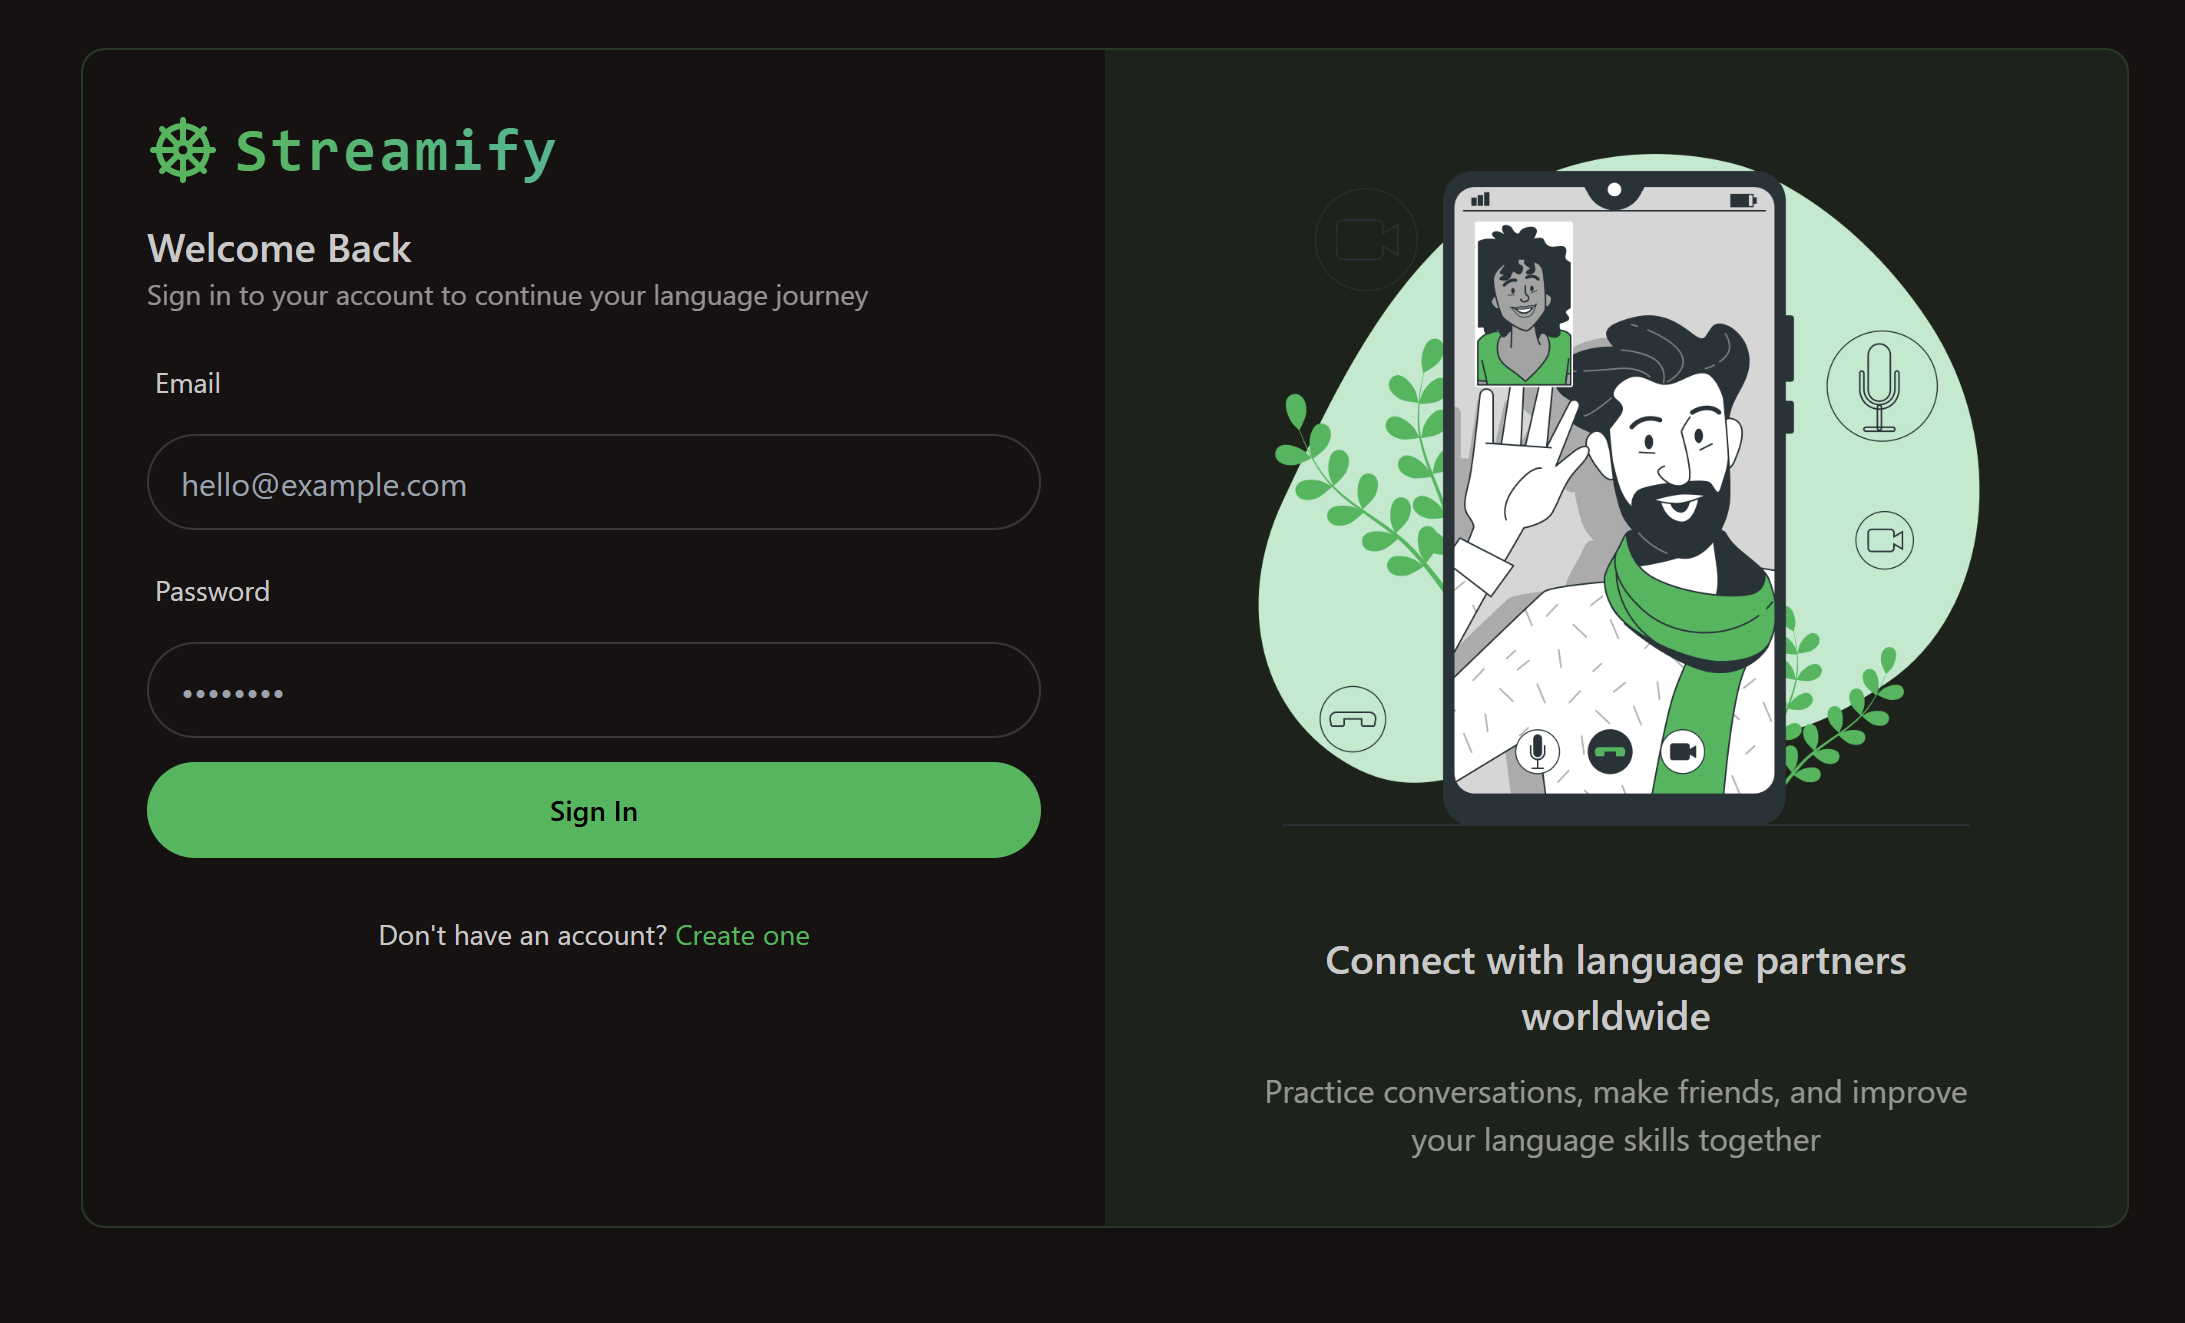 Streamify
Welcome Back
Sign in to your account to continue your language journey
Email
hello@example.com
Password
••••••••
Sign In
Don't have an account? Create one
Connect with language partners
worldwide
Practice conversations, make friends, and improve
your language skills together